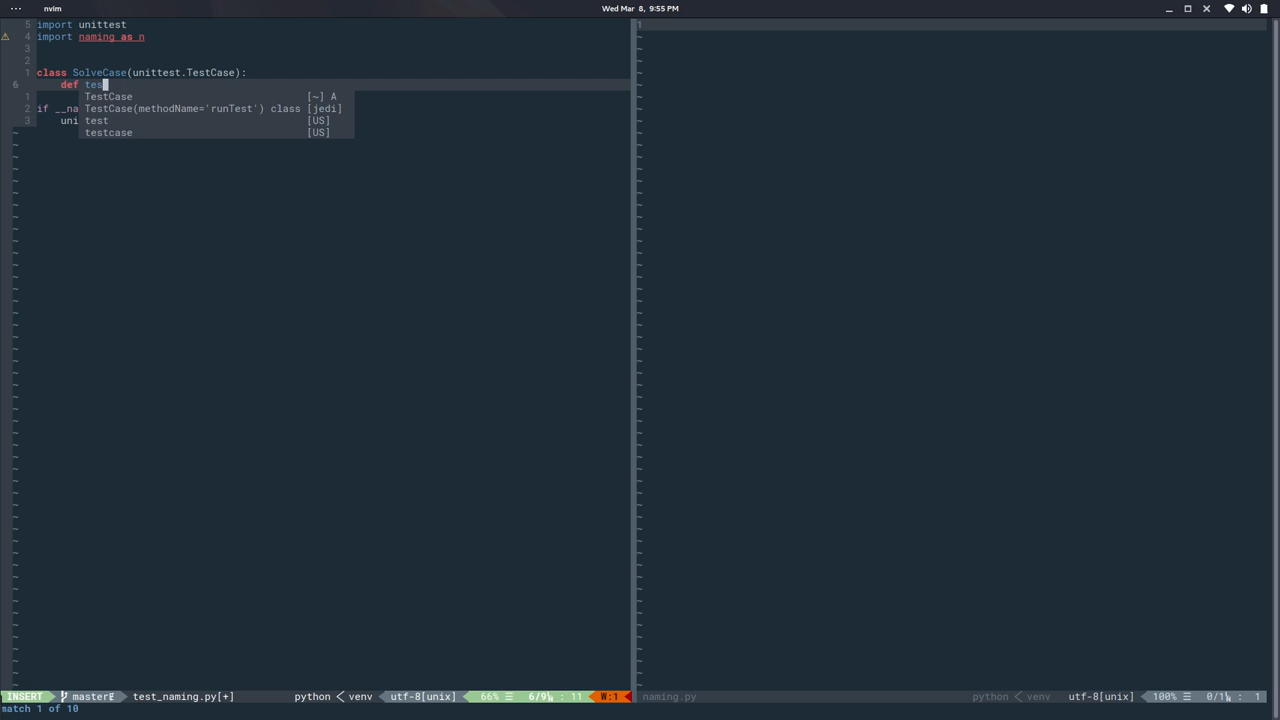 nvim
Wed Mar 8, 9:55 PM
5 import unittest
4 import naming as n
3
2
1 class SolveCase(unittest.TestCase):
6 def tes
1 TestCase [~] A
2 if __na TestCase(methodName='runTest') class [jedi]
3 uni test [US]
testcase [US]
1
INSERT master test_naming.py[+] python venv utf-8[unix] 66% 6/9 : 11 W:1
naming.py python venv utf-8[unix] 100% 0/1 : 1
match 1 of 10